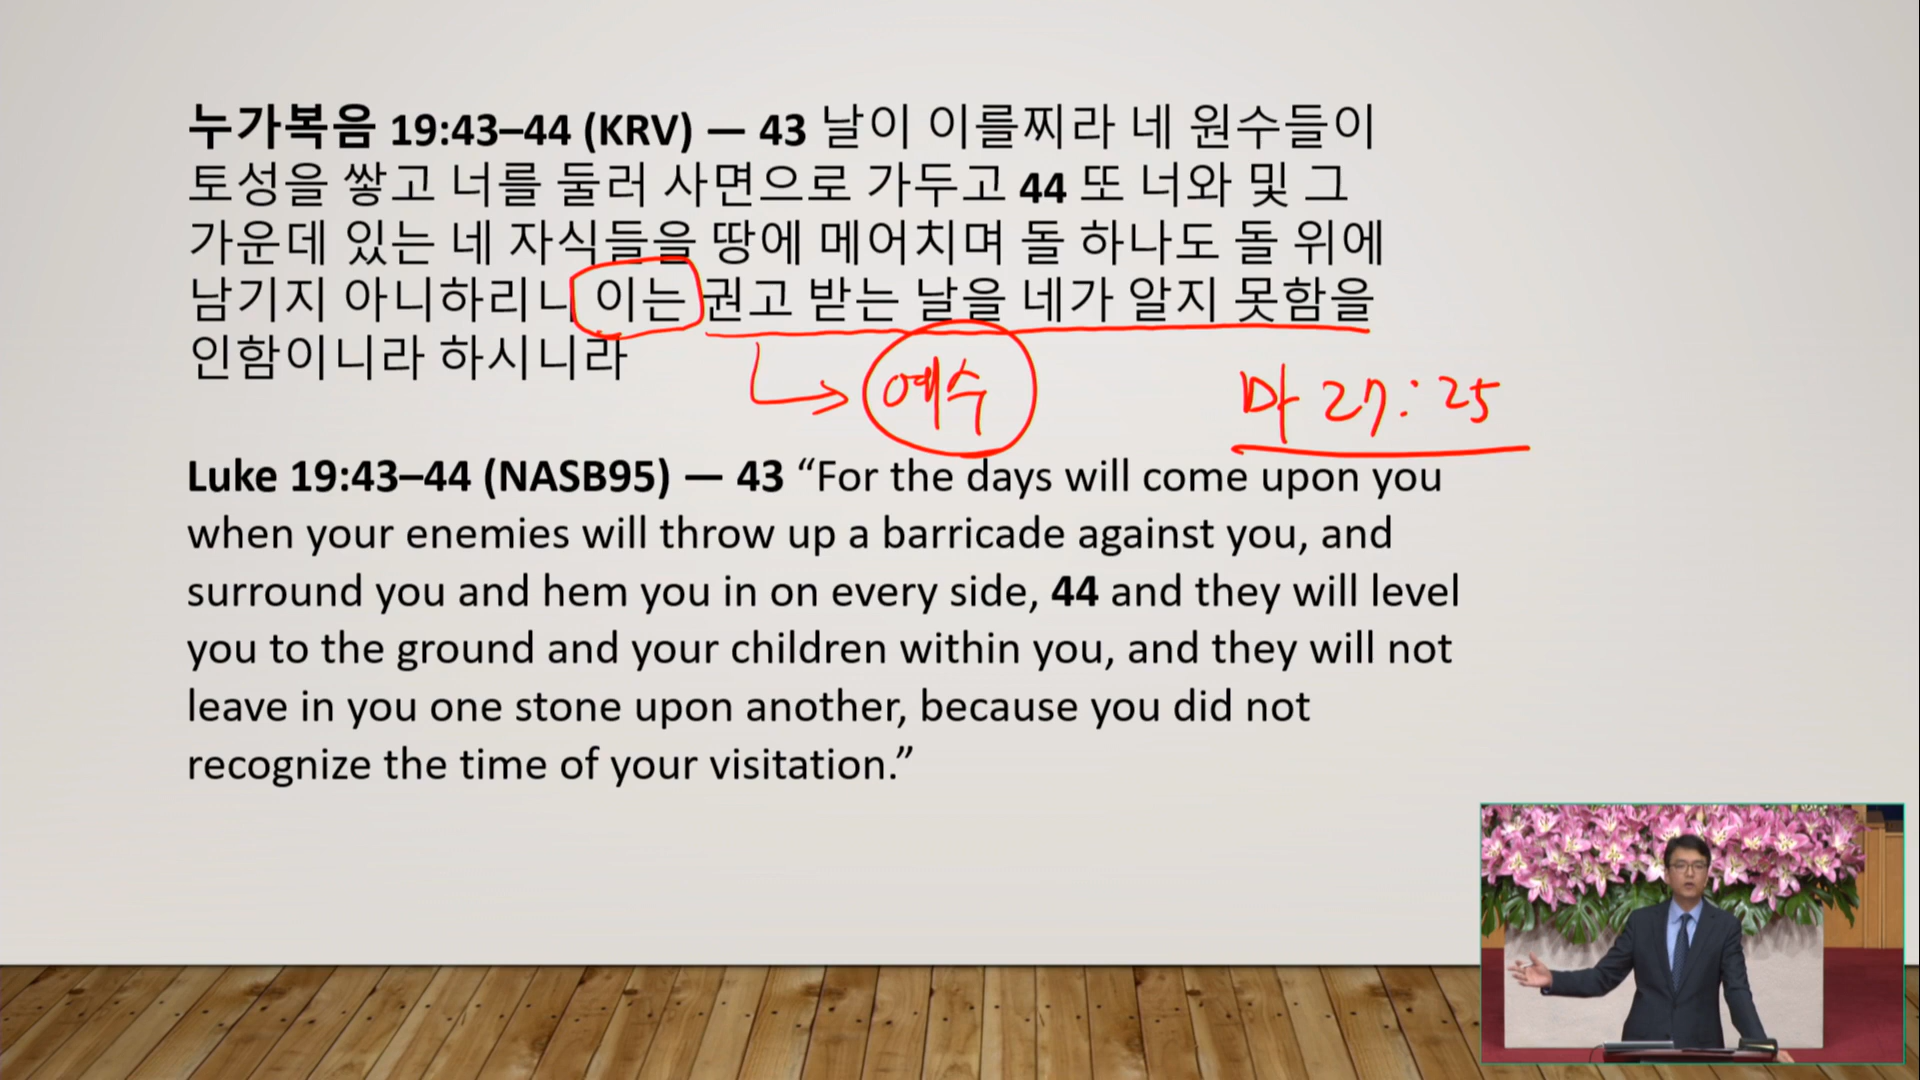 누가복음 19:43–44 (KRV) — 43 날이 이를찌라 네 원수들이
토성을 쌓고 너를 둘러 사면으로 가두고 44 또 너와 및 그
가운데 있는 네 자식들을 땅에 메어치며 돌 하나도 돌 위에
남기지 아니하리니 이는 권고 받는 날을 네가 알지 못함을
인함이니라 하시니라
예수
마 27:25
Luke 19:43–44 (NASB95) — 43 “For the days will come upon you
when your enemies will throw up a barricade against you, and
surround you and hem you in on every side, 44 and they will level
you to the ground and your children within you, and they will not
leave in you one stone upon another, because you did not
recognize the time of your visitation.”